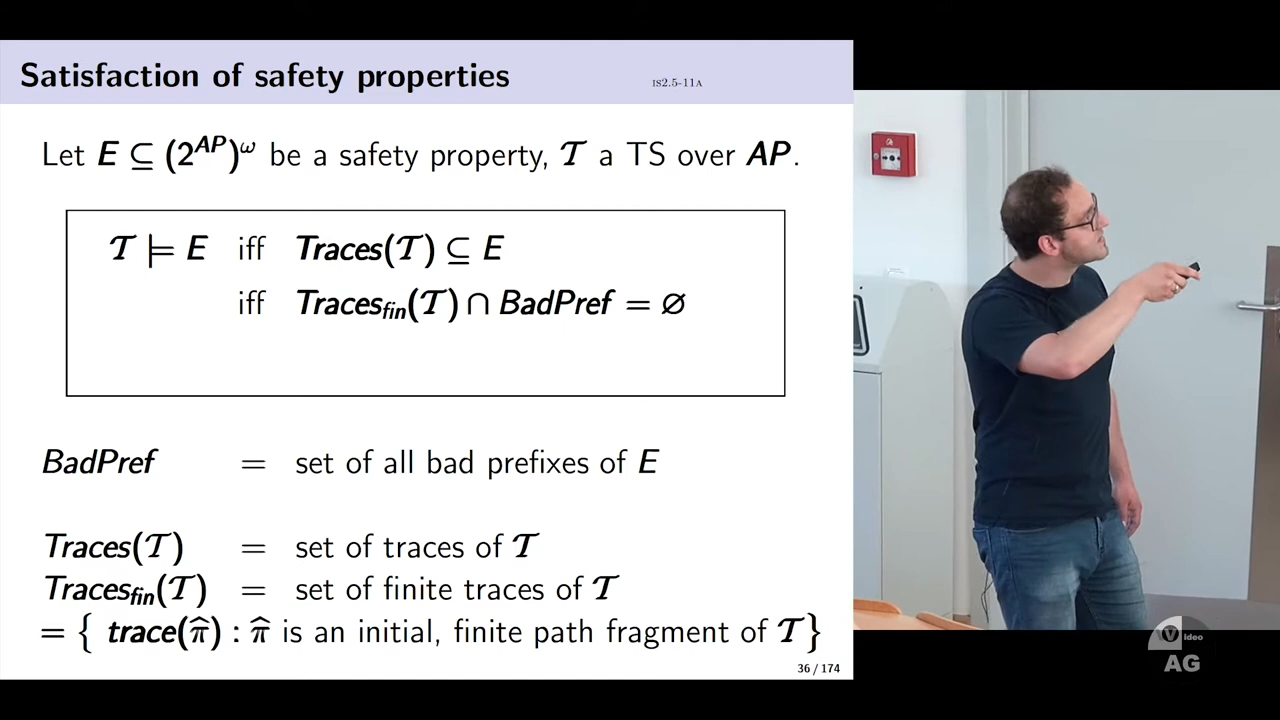 Satisfaction of safety properties
IS2.5-11A
Let E ⊆ (2^AP)^ω be a safety property, 𝒯 a TS over AP.
𝒯 ⊨ E iff Traces(𝒯) ⊆ E
iff Traces_fin(𝒯) ∩ BadPref = ∅
BadPref = set of all bad prefixes of E
Traces(𝒯) = set of traces of 𝒯
Traces_fin(𝒯) = set of finite traces of 𝒯
= { trace(π̂) : π̂ is an initial, finite path fragment of 𝒯 }
36 / 174
Video
AG